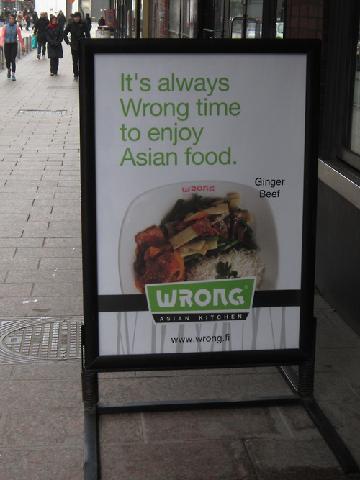 It's always
Wrong time
to enjoy
Asian food.
WRONG
Ginger
Beef
WRONG
ASIAN KITCHEN
www.wrong.fi